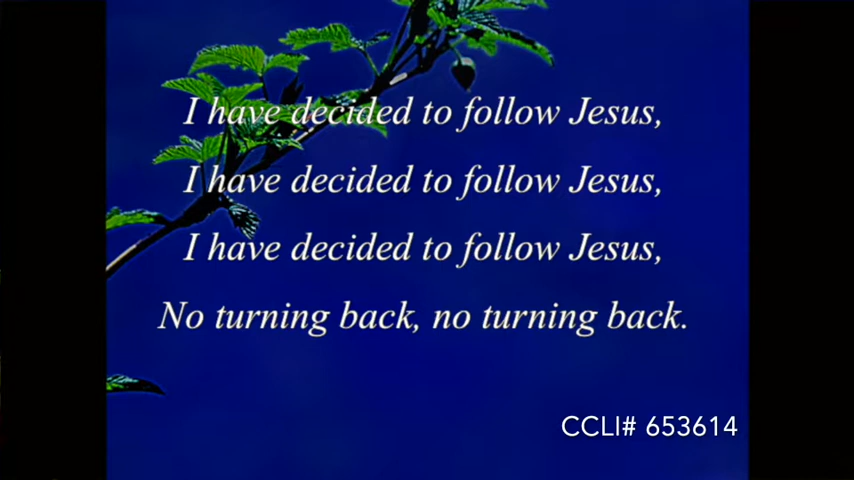 I have decided to follow Jesus,
I have decided to follow Jesus,
I have decided to follow Jesus,
No turning back, no turning back.
CCLI# 653614